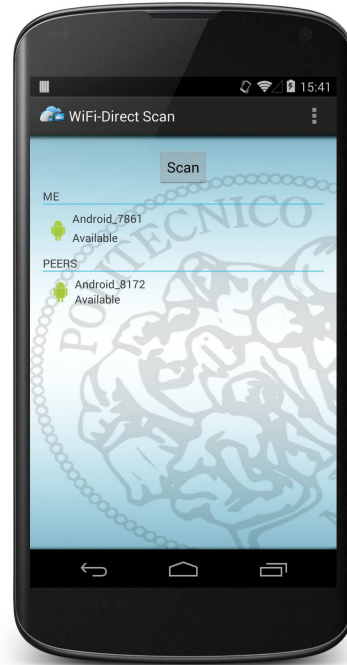 15:41
WiFi-Direct Scan
Scan
ME
Android_7861
Available
PEERS
Android_8172
Available
POLITECNICO